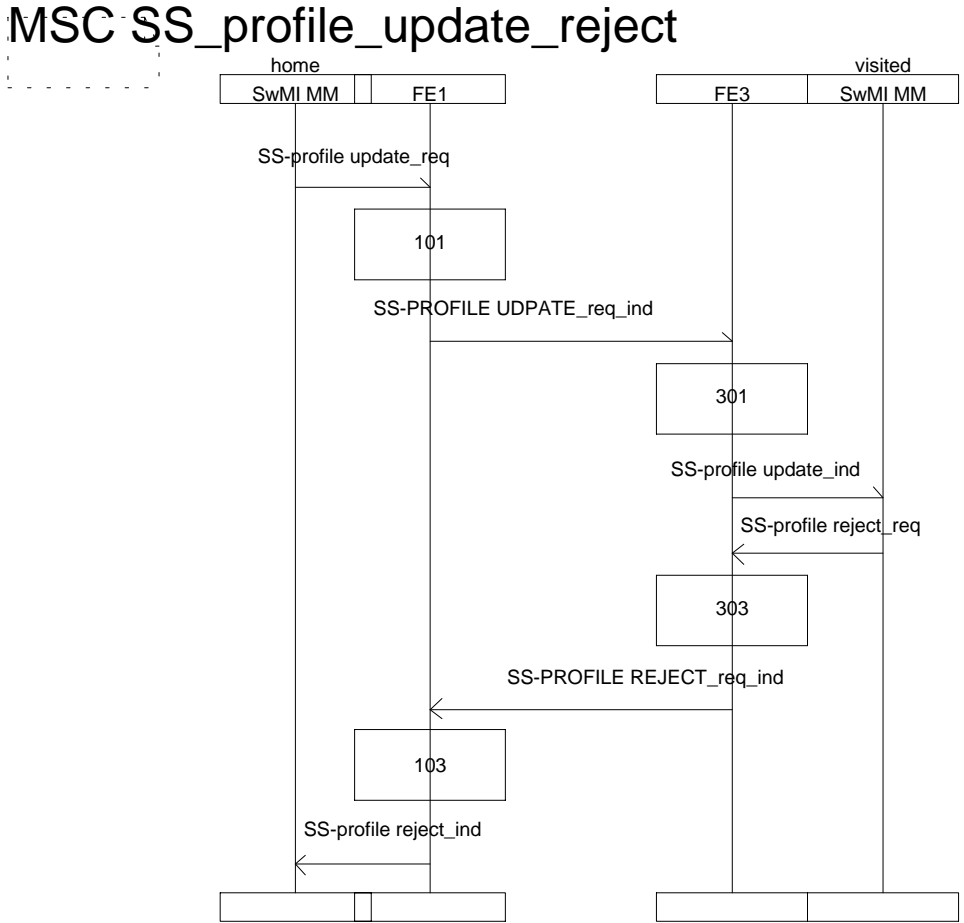 MSC SS_profile_update_reject
home visited
SwMI MM FE1 FE3 SwMI MM
SS-profile update_req
101
SS-PROFILE UDPATE_req_ind
301
SS-profile update_ind
SS-profile reject_req
303
SS-PROFILE REJECT_req_ind
103
SS-profile reject_ind